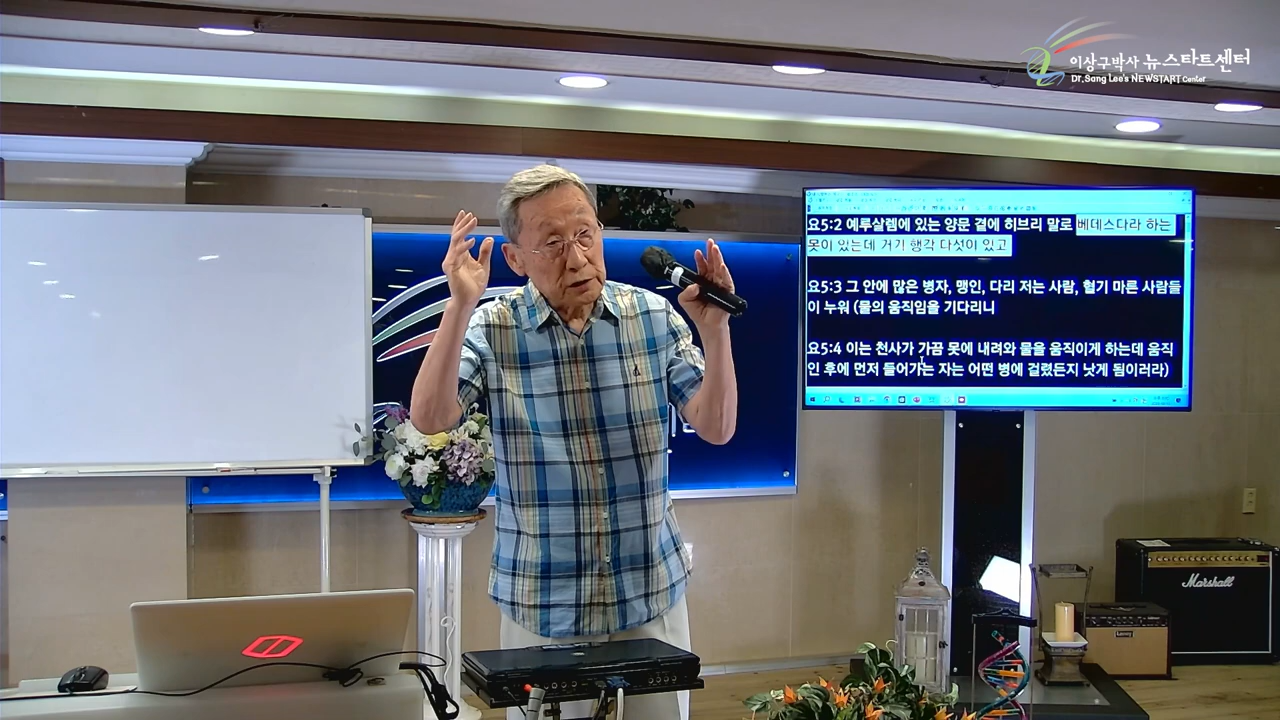 이상구박사 뉴스타트센터
Dr. Sang Lee's NEWSTART Center
요5:2 예루살렘에 있는 양문 곁에 히브리 말로 베데스다라 하는
못이 있는데 거기 행각 다섯이 있고
요5:3 그 안에 많은 병자, 맹인, 다리 저는 사람, 혈기 마른 사람들
이 누워 (물의 움직임을 기다리니
요5:4 이는 천사가 가끔 못에 내려와 물을 움직이게 하는데 움직
인 후에 먼저 들어가는 자는 어떤 병에 걸렸든지 낫게 됨이러라)
Marshall
Laney